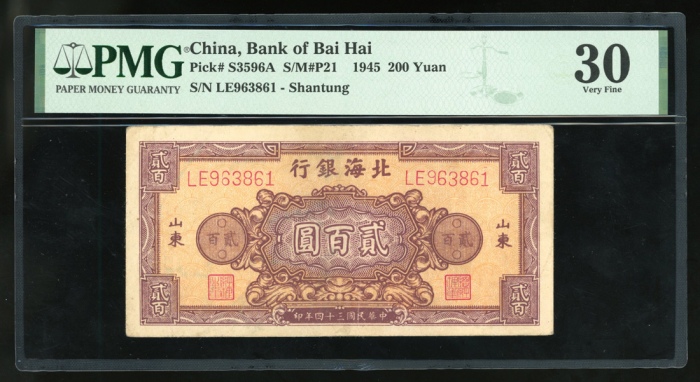 PMG
PAPER MONEY GUARANTY
China, Bank of Bai Hai
Pick# S3596A S/M#P21 1945 200 Yuan
S/N LE963861 - Shantung
30
Very Fine
貳百
貳百
行銀海北
LE963861
LE963861
山東
山東
百貳
百貳
圓百貳
貳百
貳百
印年四十三國民華中